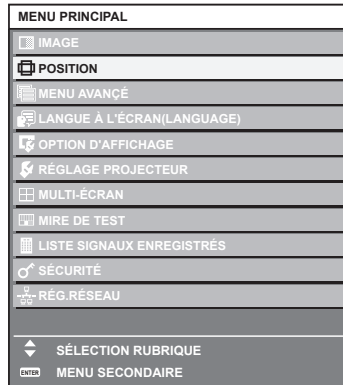 MENU PRINCIPAL
IMAGE
POSITION
MENU AVANÇÉ
LANGUE À L'ÉCRAN(LANGUAGE)
OPTION D'AFFICHAGE
RÉGLAGE PROJECTEUR
MULTI-ÉCRAN
MIRE DE TEST
LISTE SIGNAUX ENREGISTRÉS
SÉCURITÉ
RÉG.RÉSEAU
SÉLECTION RUBRIQUE
ENTER MENU SECONDAIRE